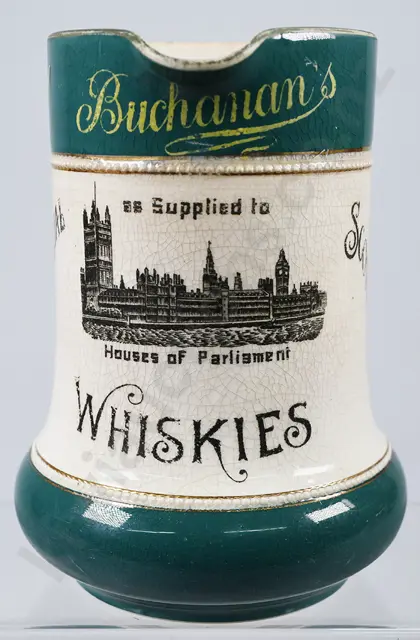 Buchanan's
as Supplied to
Houses of Parliament
WHISKIES